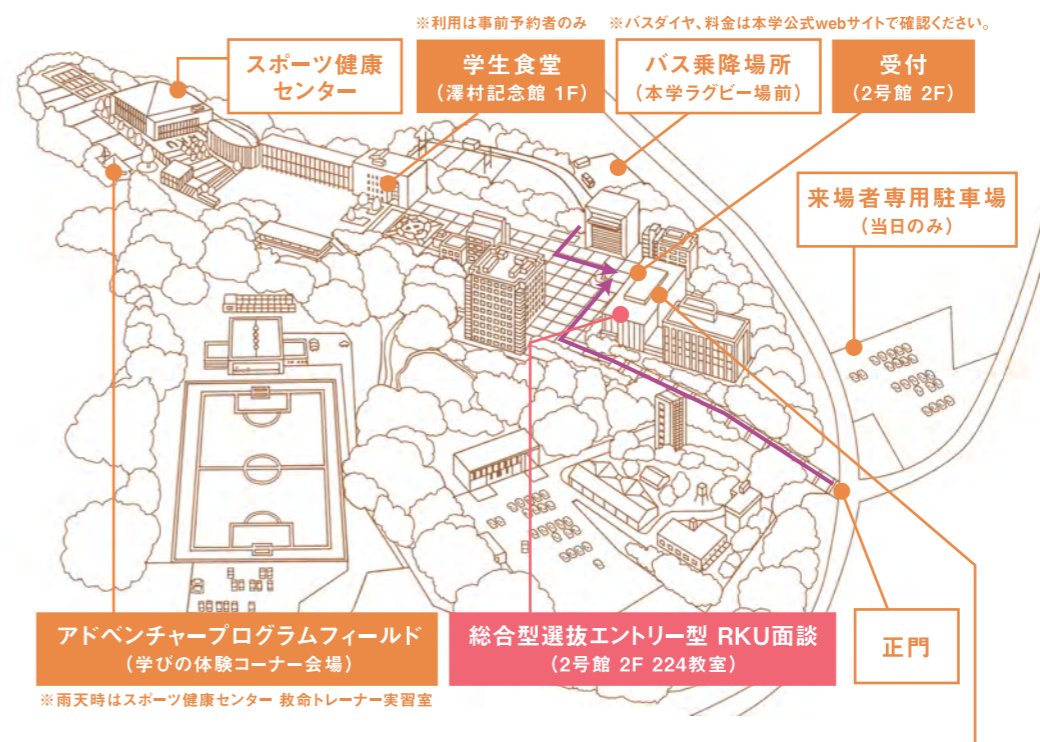 ※利用は事前予約者のみ
※バスダイヤ、料金は本学公式webサイトで確認ください。
スポーツ健康
センター
学生食堂
（澤村記念館 1F）
バス乗降場所
（本学ラグビー場前）
受付
（2号館 2F）
来場者専用駐車場
（当日のみ）
アドベンチャープログラムフィールド
（学びの体験コーナー会場）
※雨天時はスポーツ健康センター 救命トレーナー実習室
総合型選抜エントリー型 RKU面談
（2号館 2F 224教室）
正門